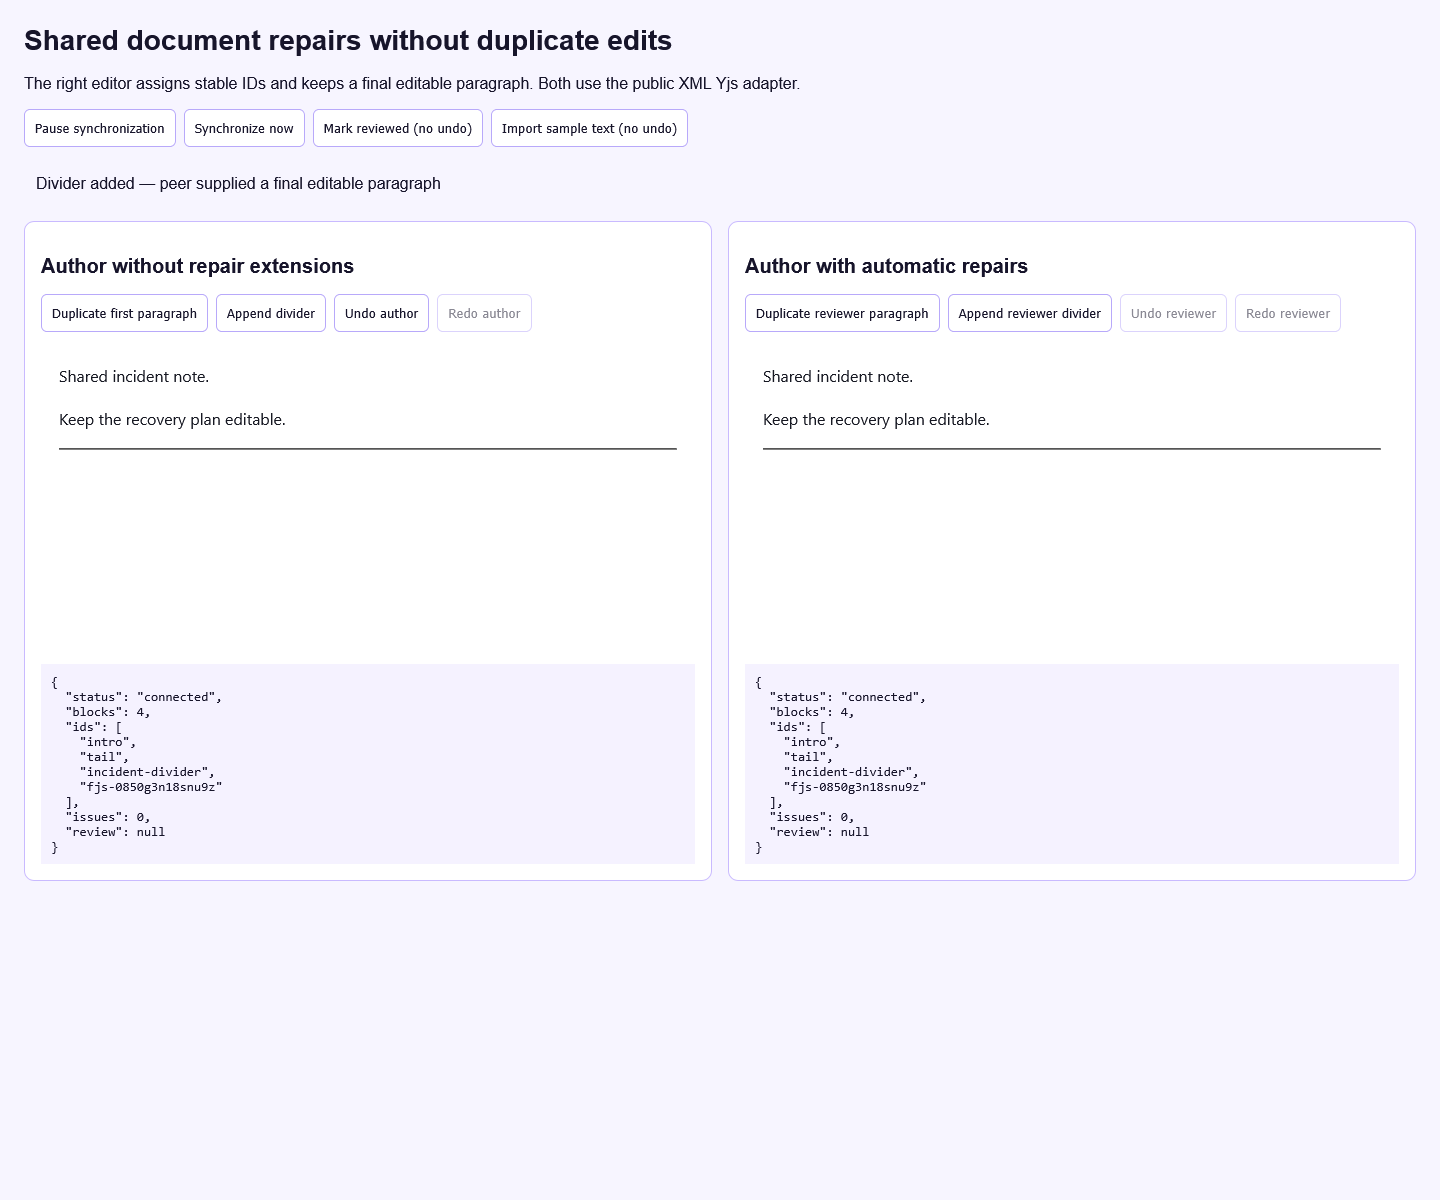 Shared document repairs without duplicate edits
The right editor assigns stable IDs and keeps a final editable paragraph. Both use the public XML Yjs adapter.
Pause synchronization
Synchronize now
Mark reviewed (no undo)
Import sample text (no undo)
Divider added — peer supplied a final editable paragraph
Author without repair extensions
Duplicate first paragraph
Append divider
Undo author
Redo author
Shared incident note.
Keep the recovery plan editable.
{
  "status": "connected",
  "blocks": 4,
  "ids": [
    "intro",
    "tail",
    "incident-divider",
    "fjs-0850g3n18snu9z"
  ],
  "issues": 0,
  "review": null
}
Author with automatic repairs
Duplicate reviewer paragraph
Append reviewer divider
Undo reviewer
Redo reviewer
Shared incident note.
Keep the recovery plan editable.
{
  "status": "connected",
  "blocks": 4,
  "ids": [
    "intro",
    "tail",
    "incident-divider",
    "fjs-0850g3n18snu9z"
  ],
  "issues": 0,
  "review": null
}